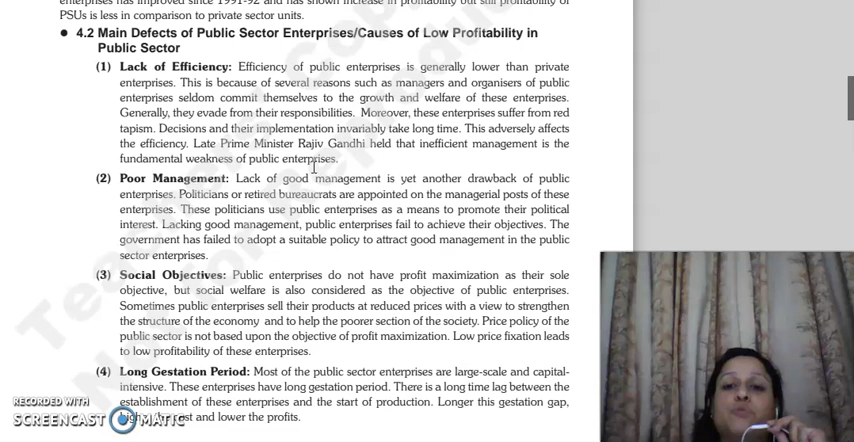 enterprises has improved since 1991-92 and has shown increase in profitability but still profitability of
PSUs is less in comparison to private sector units.
● 4.2 Main Defects of Public Sector Enterprises/Causes of Low Profitability in
Public Sector
(1) Lack of Efficiency: Efficiency of public enterprises is generally lower than private
enterprises. This is because of several reasons such as managers and organisers of public
enterprises seldom commit themselves to the growth and welfare of these enterprises.
Generally, they evade from their responsibilities. Moreover, these enterprises suffer from red
tapism. Decisions and their implementation invariably take long time. This adversely affects
the efficiency. Late Prime Minister Rajiv Gandhi held that inefficient management is the
fundamental weakness of public enterprises.
(2) Poor Management: Lack of good management is yet another drawback of public
enterprises. Politicians or retired bureaucrats are appointed on the managerial posts of these
enterprises. These politicians use public enterprises as a means to promote their political
interest. Lacking good management, public enterprises fail to achieve their objectives. The
government has failed to adopt a suitable policy to attract good management in the public
sector enterprises.
(3) Social Objectives: Public enterprises do not have profit maximization as their sole
objective, but social welfare is also considered as the objective of public enterprises.
Sometimes public enterprises sell their products at reduced prices with a view to strengthen
the structure of the economy and to help the poorer section of the society. Price policy of the
public sector is not based upon the objective of profit maximization. Low price fixation leads
to low profitability of these enterprises.
(4) Long Gestation Period: Most of the public sector enterprises are large-scale and capital-
intensive. These enterprises have long gestation period. There is a long time lag between the
establishment of these enterprises and the start of production. Longer this gestation gap,
cost and lower the profits.
RECORDED WITH
SCREENCAST MATIC